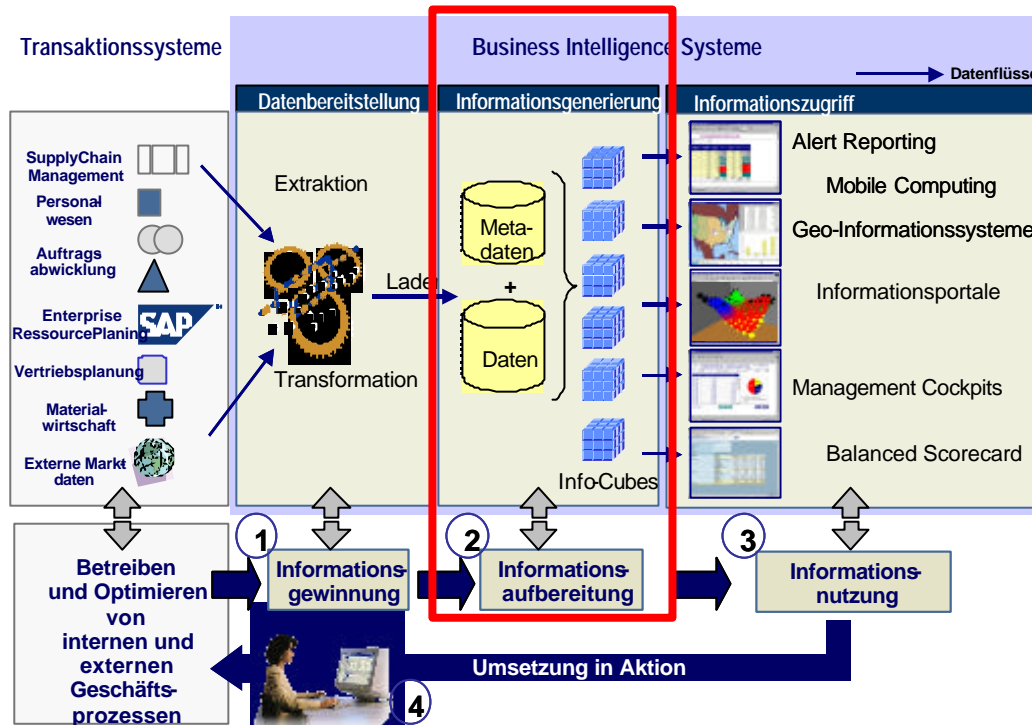 Transaktionssysteme
Business Intelligence Systeme
Datenflüsse
Datenbereitstellung
Informationsgenerierung
Informationszugriff
SupplyChain
Management
Personal
wesen
Auftrags
abwicklung
Enterprise
RessourcePlaning
SAP
Vertriebsplanung
Material-
wirtschaft
Externe Markt-
daten
Extraktion
Transformation
Laden
Meta-
daten
+
Daten
Info-Cubes
Alert Reporting
Mobile Computing
Geo-Informationssysteme
Informationsportale
Management Cockpits
Balanced Scorecard
Betreiben
und Optimieren
von
internen und
externen
Geschäfts-
prozessen
1
Informations-
gewinnung
2
Informations-
aufbereitung
3
Informations-
nutzung
Umsetzung in Aktion
4